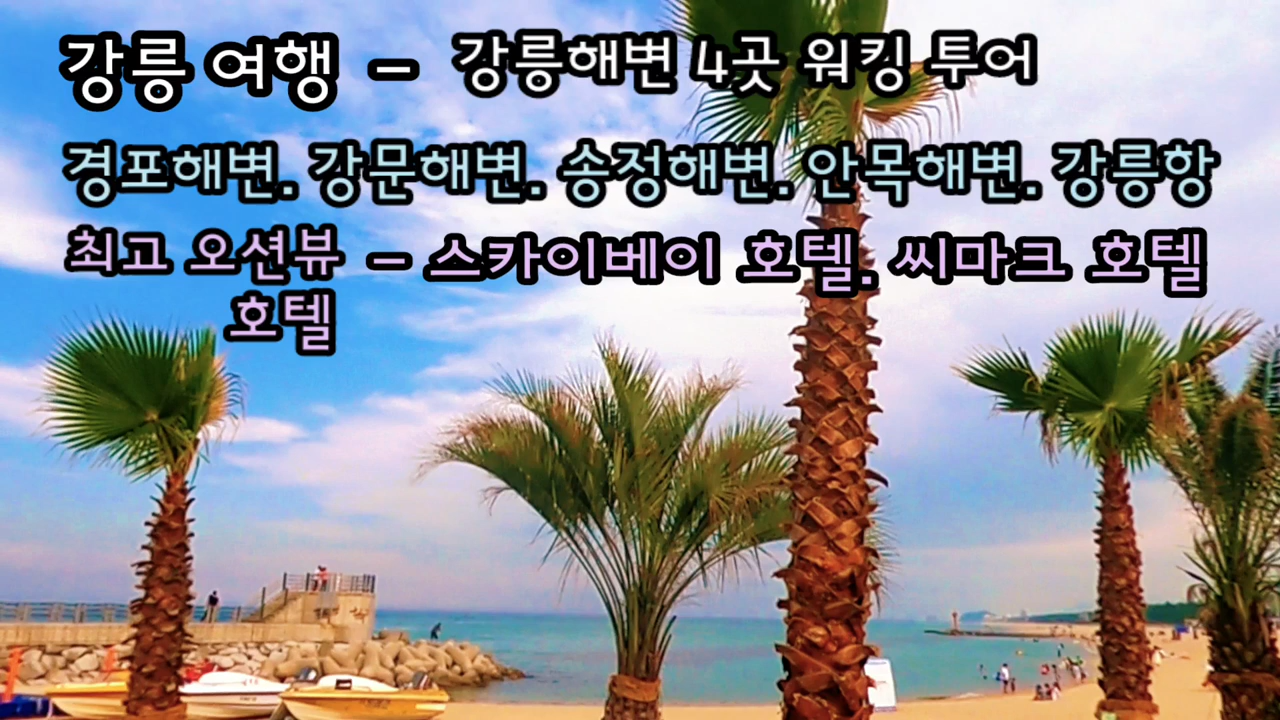 강릉 여행 - 강릉해변 4곳 워킹 투어
경포해변. 강문해변. 송정해변. 안목해변. 강릉항
최고 오션뷰 - 스카이베이 호텔. 씨마크 호텔
호텔